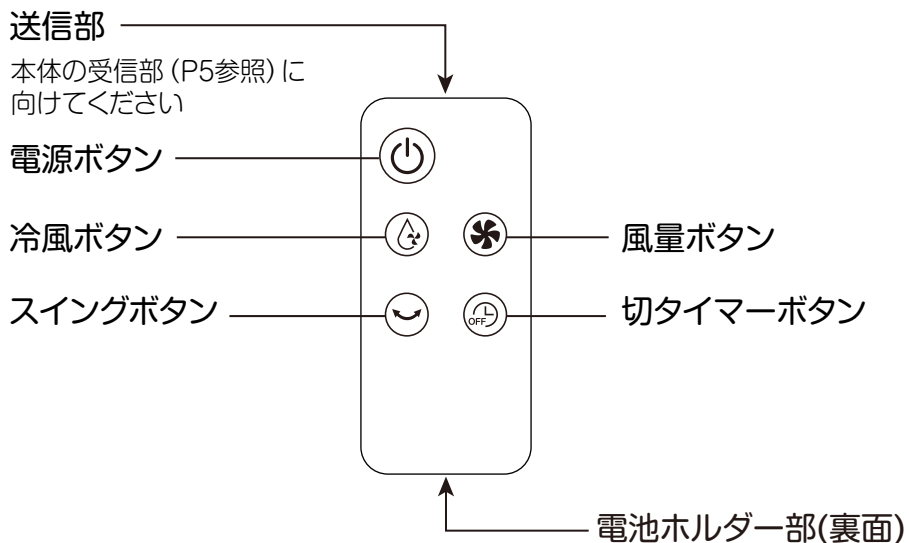 送信部
本体の受信部 (P5参照) に
向けてください
電源ボタン
冷風ボタン
風量ボタン
スイングボタン
切タイマーボタン
OFF
電池ホルダー部(裏面)